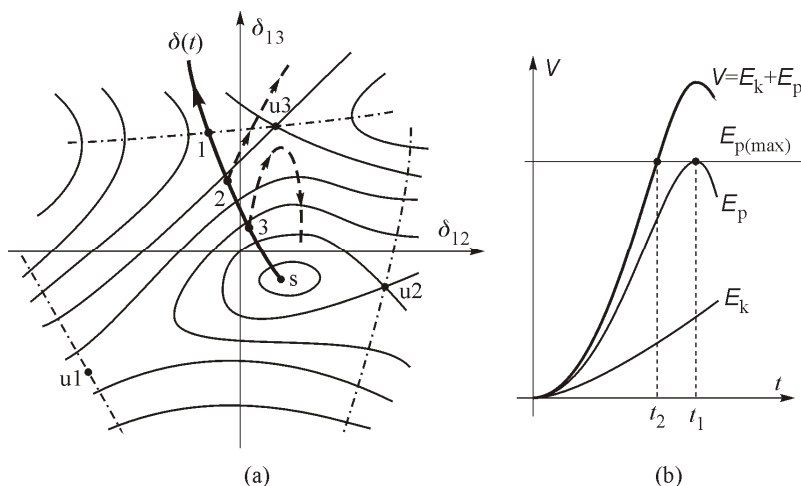 δ13
δ(t)
u3
1
2
3
δ12
s
u2
u1
(a)
V
V=Ek+Ep
Ep(max)
Ep
Ek
t
t2
t1
(b)